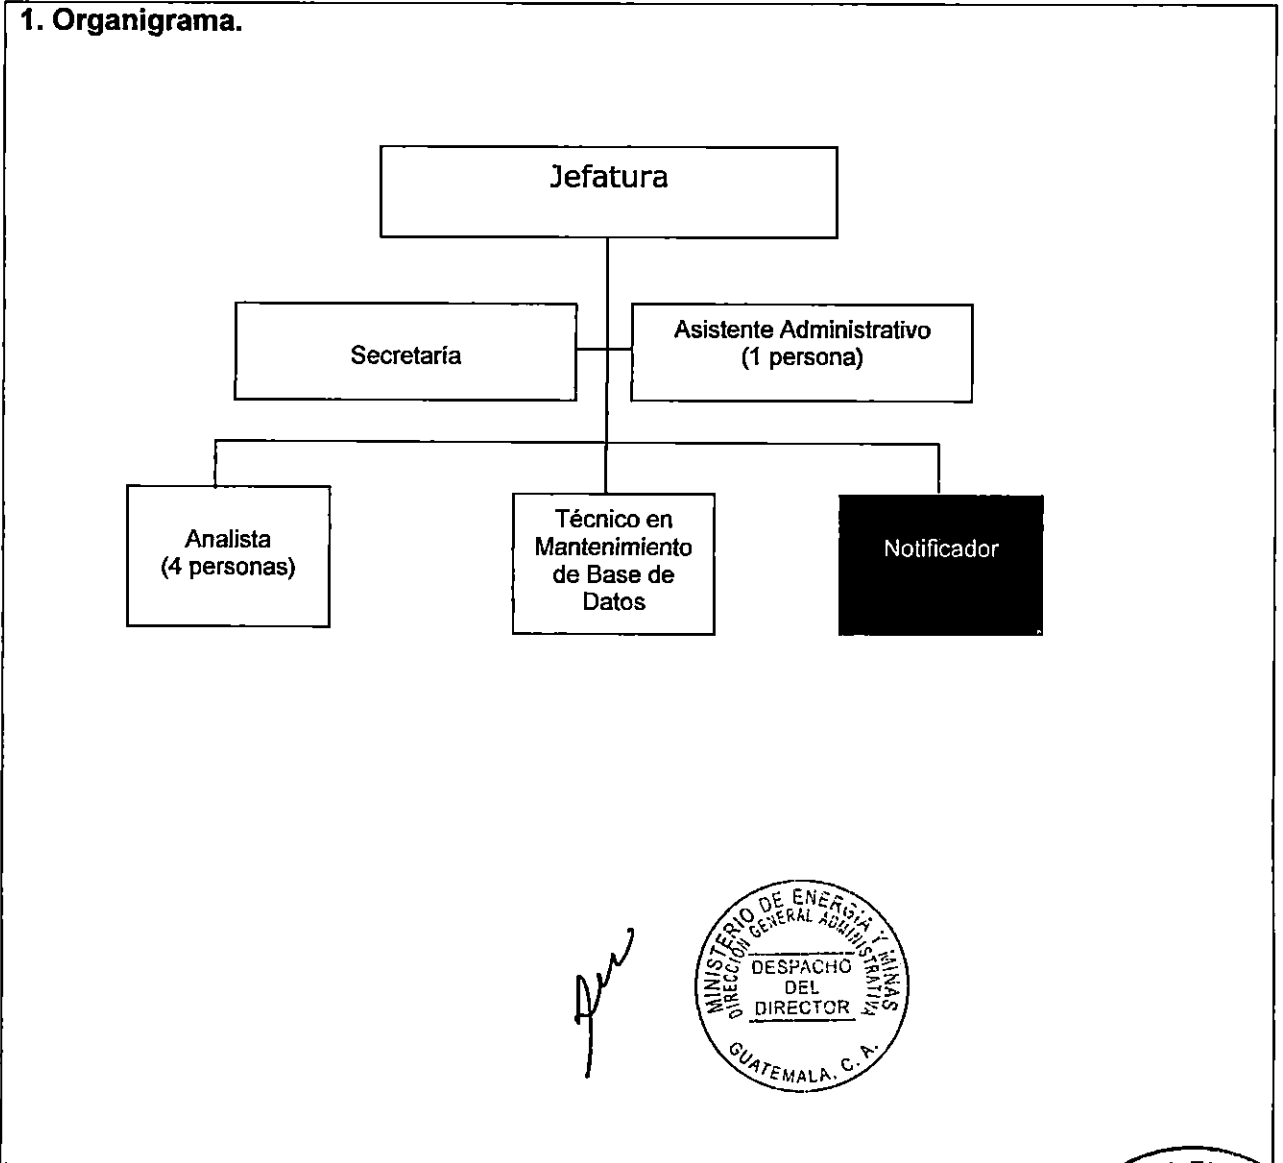 1. Organigrama.
Jefatura
Secretaría
Asistente Administrativo
(1 persona)
Analista
(4 personas)
Técnico en
Mantenimiento
de Base de
Datos
Notificador
MINISTERIO DE ENERGÍA Y MINAS
DIRECCIÓN GENERAL ADMINISTRATIVA
DESPACHO
DEL
DIRECTOR
GUATEMALA, C. A.